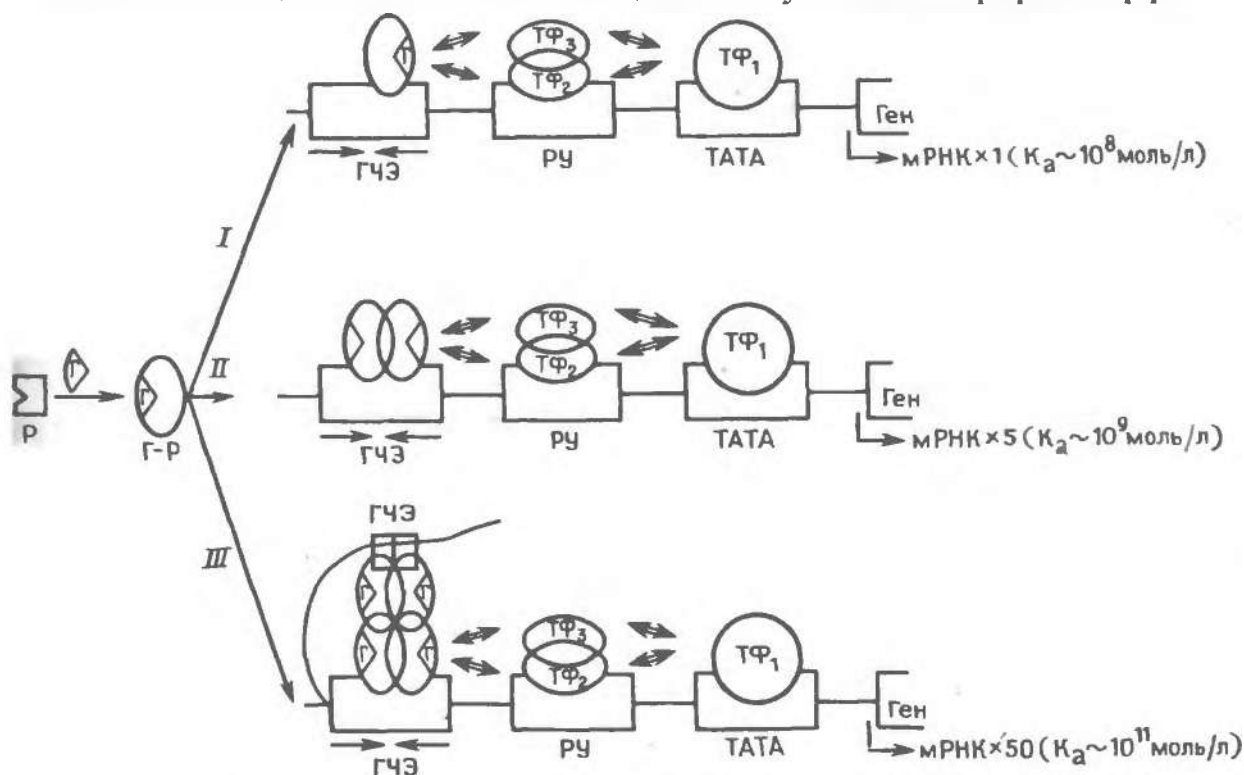 Г
ТФ₃
ТФ₂
ТФ₁
Ген
ГЧЭ
РУ
ТАТА
мРНК×1 (Kₐ~10⁸ моль/л)
I
Р
Г
Г
Г-Р
II
ТФ₃
ТФ₂
ТФ₁
Ген
ГЧЭ
РУ
ТАТА
мРНК×5 (Kₐ~10⁹ моль/л)
III
ГЧЭ
Г Г
Г Г
ТФ₃
ТФ₂
ТФ₁
Ген
ГЧЭ
РУ
ТАТА
мРНК×50 (Kₐ~10¹¹ моль/л)